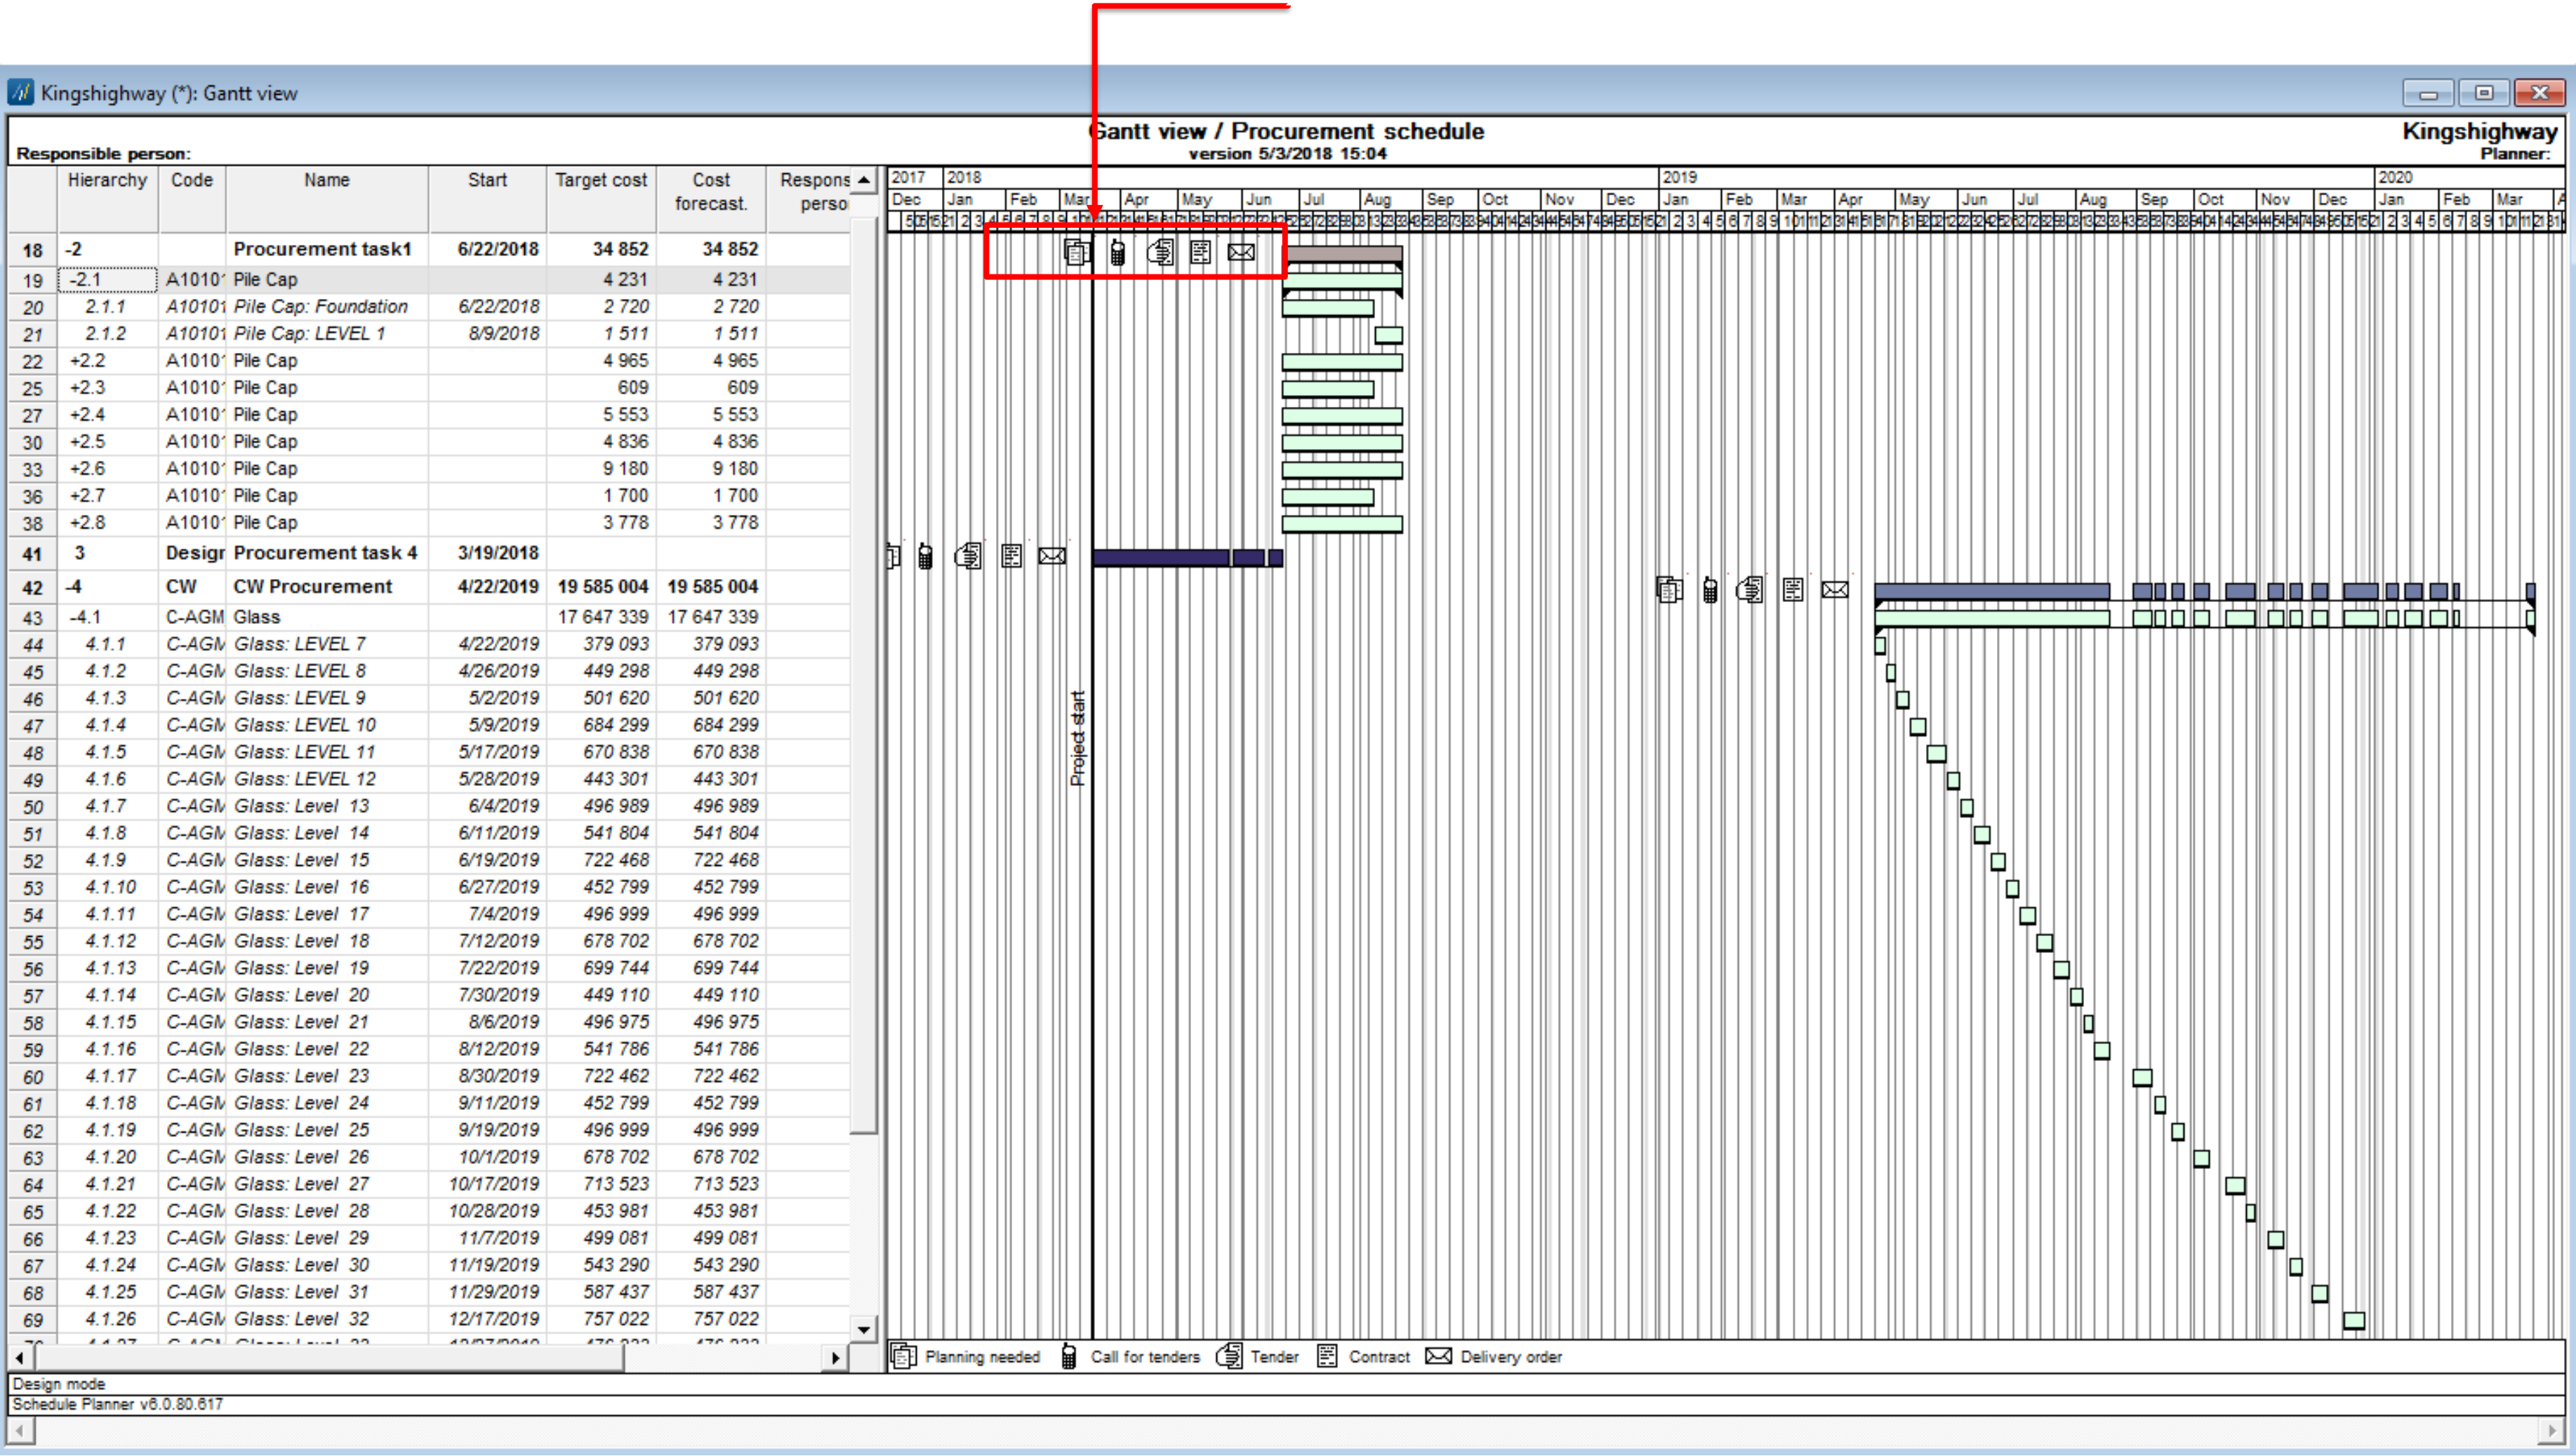 Kingshighway (*): Gantt view
Gantt view / Procurement schedule
Kingshighway
version 5/3/2018 15:04
Responsible person:
Planner:
Hierarchy Code Name Start Target cost Cost forecast. Respons perso
2017 2018 2019 2020
Dec Jan Feb Mar Apr May Jun Jul Aug Sep Oct Nov Dec Jan Feb Mar Apr May Jun Jul Aug Sep Oct Nov Dec Jan Feb Mar
18 -2 Procurement task1 6/22/2018 34 852 34 852
19 -2.1 A1010 Pile Cap 4 231 4 231
20 2.1.1 A1010 Pile Cap: Foundation 6/22/2018 2 720 2 720
21 2.1.2 A1010 Pile Cap: LEVEL 1 8/9/2018 1 511 1 511
22 +2.2 A1010 Pile Cap 4 965 4 965
25 +2.3 A1010 Pile Cap 609 609
27 +2.4 A1010 Pile Cap 5 553 5 553
30 +2.5 A1010 Pile Cap 4 836 4 836
33 +2.6 A1010 Pile Cap 9 180 9 180
36 +2.7 A1010 Pile Cap 1 700 1 700
38 +2.8 A1010 Pile Cap 3 778 3 778
41 3 Design Procurement task 4 3/19/2018
42 -4 CW CW Procurement 4/22/2019 19 585 004 19 585 004
43 -4.1 C-AGM Glass 17 647 339 17 647 339
44 4.1.1 C-AGM Glass: LEVEL 7 4/22/2019 379 093 379 093
45 4.1.2 C-AGM Glass: LEVEL 8 4/26/2019 449 298 449 298
46 4.1.3 C-AGM Glass: LEVEL 9 5/2/2019 501 620 501 620
47 4.1.4 C-AGM Glass: LEVEL 10 5/9/2019 684 299 684 299
48 4.1.5 C-AGM Glass: LEVEL 11 5/17/2019 670 838 670 838
49 4.1.6 C-AGM Glass: LEVEL 12 5/28/2019 443 301 443 301
50 4.1.7 C-AGM Glass: Level 13 6/4/2019 496 989 496 989
51 4.1.8 C-AGM Glass: Level 14 6/11/2019 541 804 541 804
52 4.1.9 C-AGM Glass: Level 15 6/19/2019 722 468 722 468
53 4.1.10 C-AGM Glass: Level 16 6/27/2019 452 799 452 799
54 4.1.11 C-AGM Glass: Level 17 7/4/2019 496 999 496 999
55 4.1.12 C-AGM Glass: Level 18 7/12/2019 678 702 678 702
56 4.1.13 C-AGM Glass: Level 19 7/22/2019 699 744 699 744
57 4.1.14 C-AGM Glass: Level 20 7/30/2019 449 110 449 110
58 4.1.15 C-AGM Glass: Level 21 8/6/2019 496 975 496 975
59 4.1.16 C-AGM Glass: Level 22 8/12/2019 541 786 541 786
60 4.1.17 C-AGM Glass: Level 23 8/30/2019 722 462 722 462
61 4.1.18 C-AGM Glass: Level 24 9/11/2019 452 799 452 799
62 4.1.19 C-AGM Glass: Level 25 9/19/2019 496 999 496 999
63 4.1.20 C-AGM Glass: Level 26 10/1/2019 678 702 678 702
64 4.1.21 C-AGM Glass: Level 27 10/17/2019 713 523 713 523
65 4.1.22 C-AGM Glass: Level 28 10/28/2019 453 981 453 981
66 4.1.23 C-AGM Glass: Level 29 11/7/2019 499 081 499 081
67 4.1.24 C-AGM Glass: Level 30 11/19/2019 543 290 543 290
68 4.1.25 C-AGM Glass: Level 31 11/29/2019 587 437 587 437
69 4.1.26 C-AGM Glass: Level 32 12/17/2019 757 022 757 022
Project start
Planning needed Call for tenders Tender Contract Delivery order
Design mode
Schedule Planner v6.0.80.617